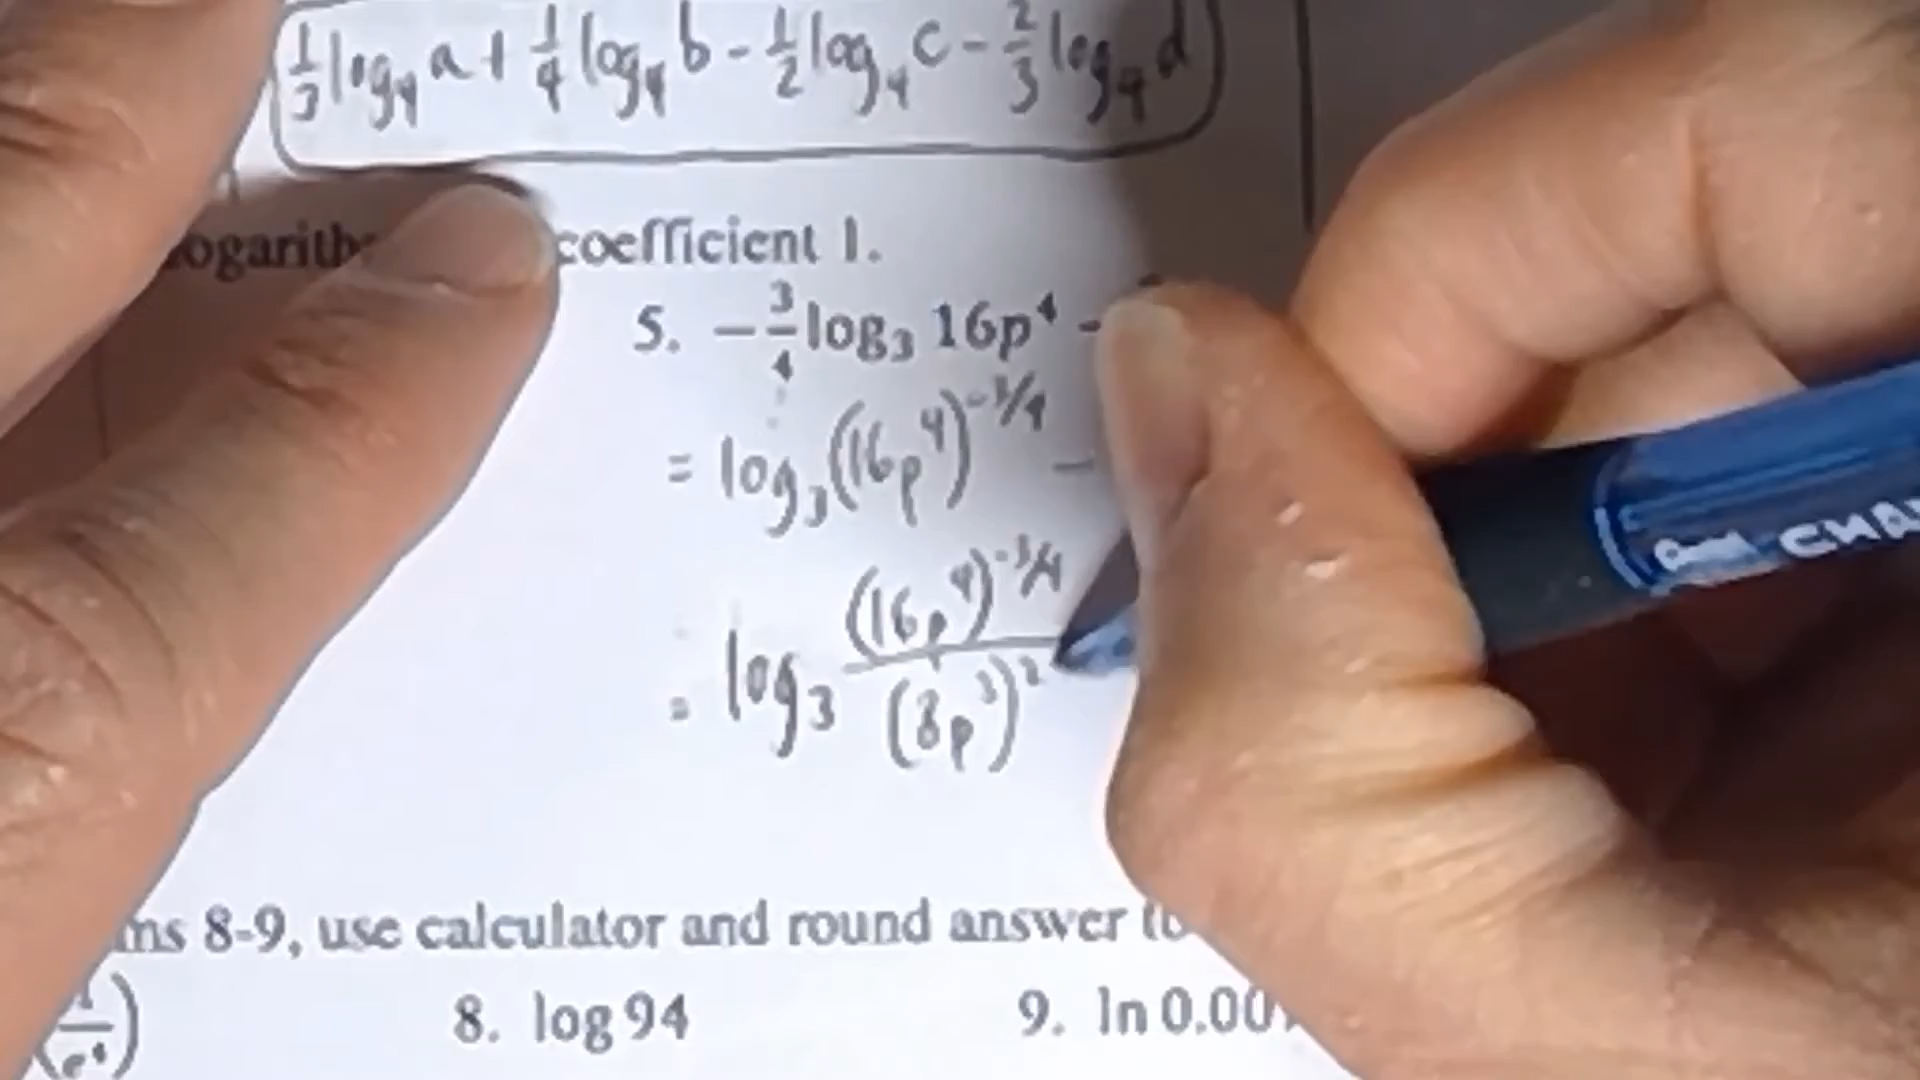 1/3 log₄ a + 1/4 log₄ b - 1/2 log₄ c - 2/3 log₄ d
coefficient 1.
5. -3/4 log₃ 16p⁴ -
= log₃(16p⁴)^-3/4 -
= log₃ (16p⁴)^-3/4 / (8p³)²
8-9, use calculator and round answer
8. log 94
9. ln 0.00